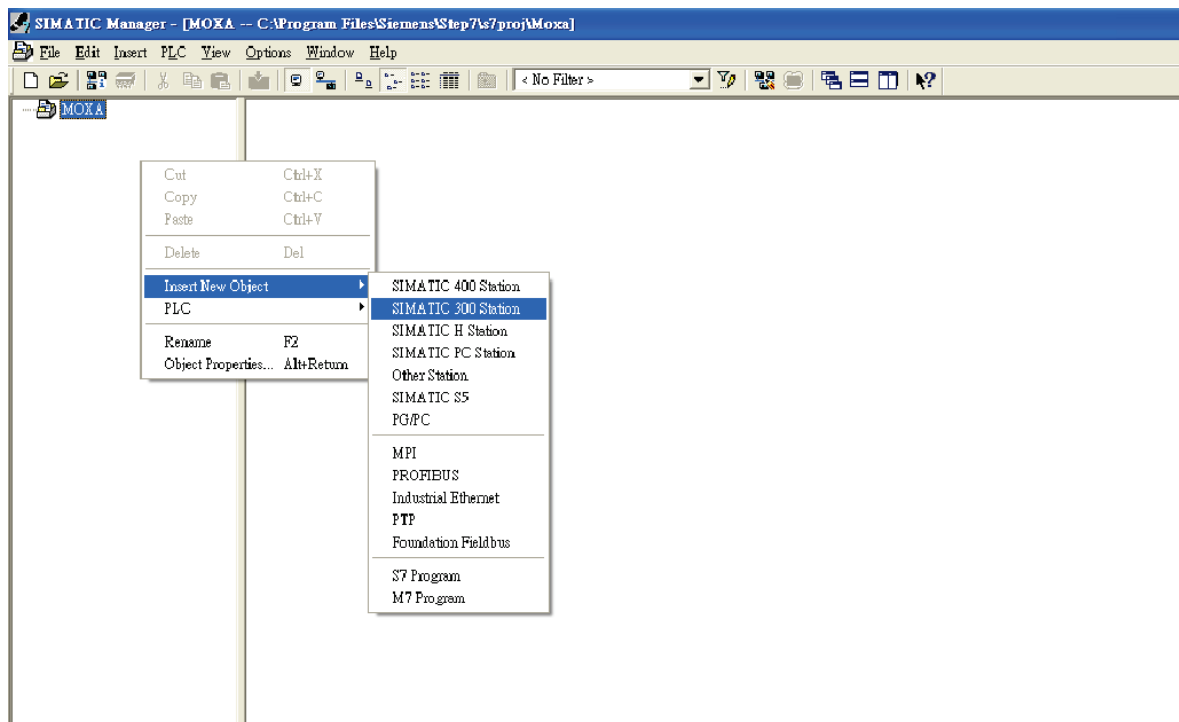 SIMATIC Manager - [MOXA -- C:\Program Files\Siemens\Step7\s7proj\Moxa]
File Edit Insert PLC View Options Window Help
< No Filter >
MOXA
Cut Ctrl+X
Copy Ctrl+C
Paste Ctrl+V
Delete Del
Insert New Object
PLC
Rename F2
Object Properties... Alt+Return
SIMATIC 400 Station
SIMATIC 300 Station
SIMATIC H Station
SIMATIC PC Station
Other Station
SIMATIC S5
PG/PC
MPI
PROFIBUS
Industrial Ethernet
PTP
Foundation Fieldbus
S7 Program
M7 Program